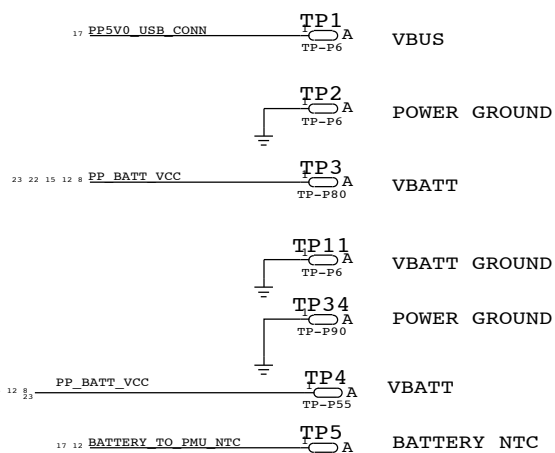 TP1
17 PP5V0_USB_CONN 1 A VBUS
TP-P6
TP2
1 A POWER GROUND
TP-P6
TP3
23 22 15 12 8 PP_BATT_VCC 1 A VBATT
TP-P80
TP11
1 A VBATT GROUND
TP-P6
TP34
1 A POWER GROUND
TP-P90
TP4
12 8 23 PP_BATT_VCC 1 A VBATT
TP-P55
TP5
17 12 BATTERY_TO_PMU_NTC 1 A BATTERY NTC
TP-P6